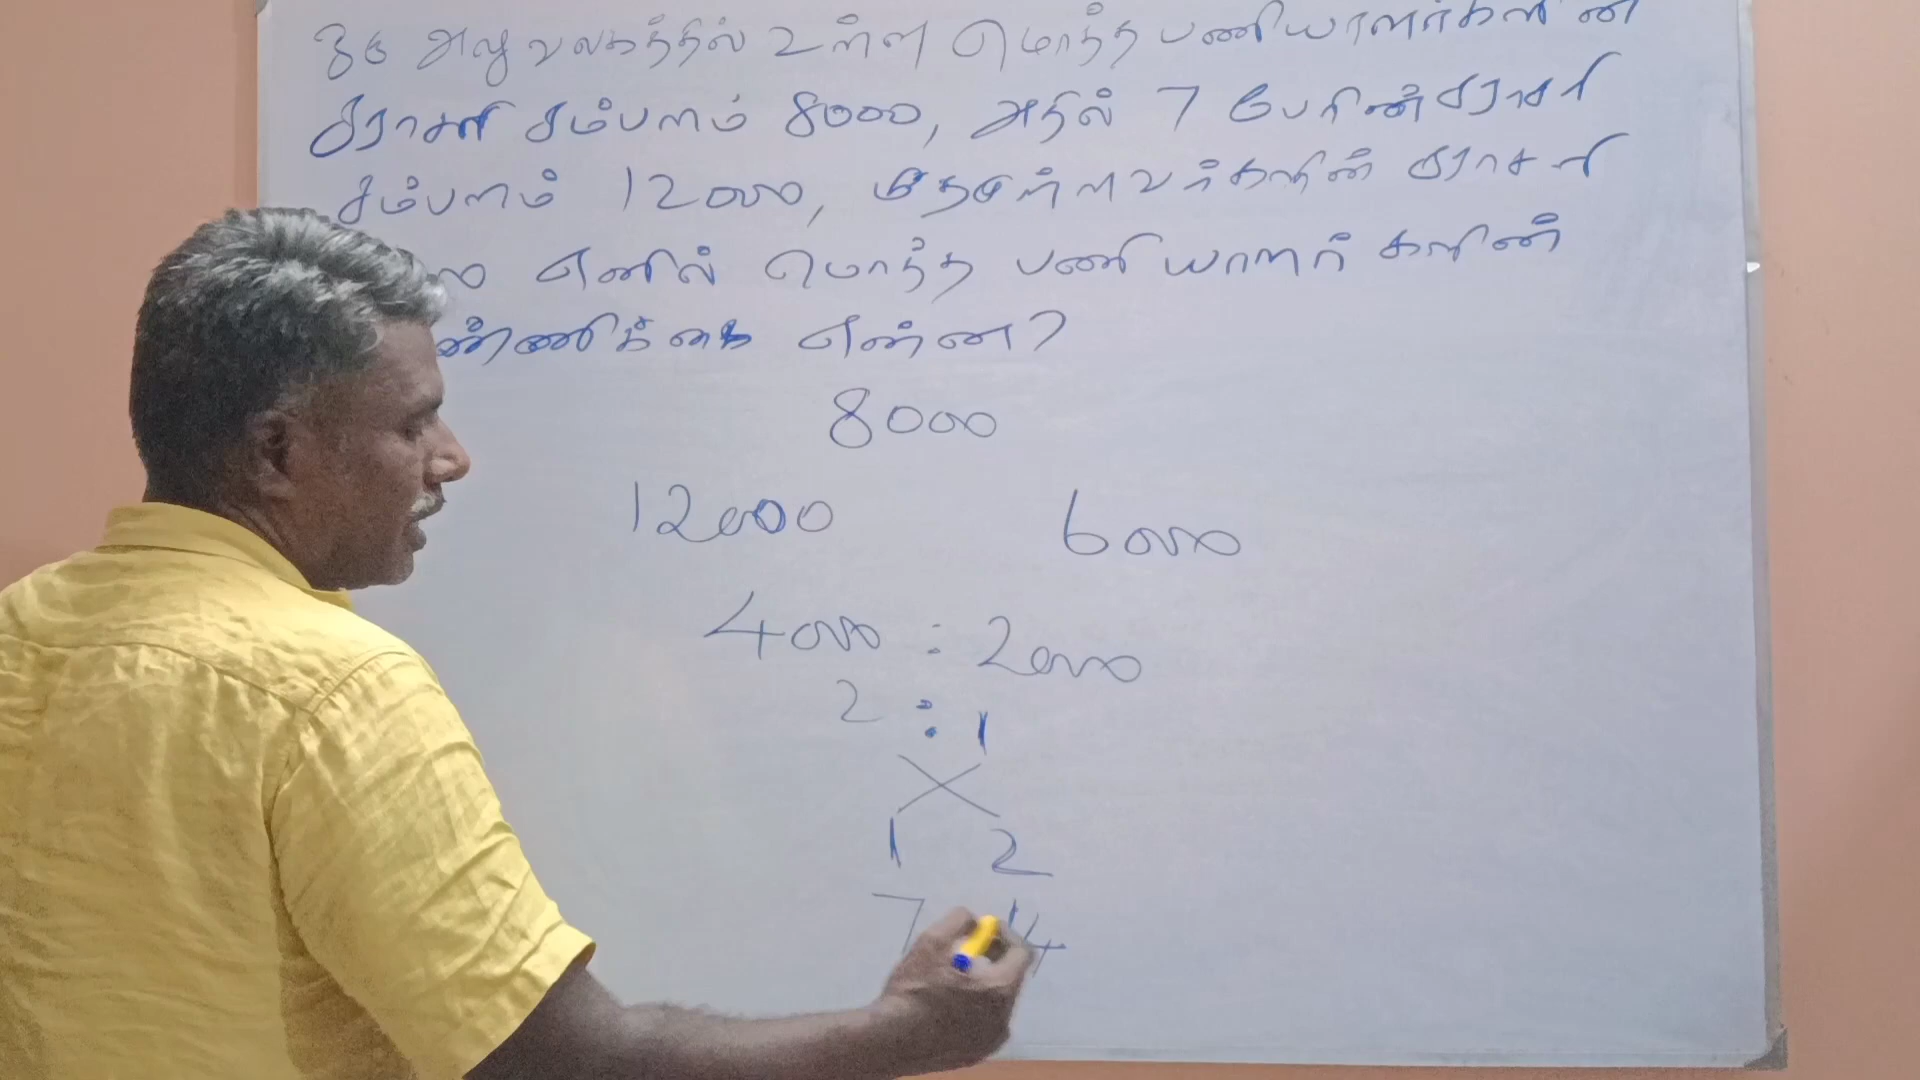 ஒரு அலுவலகத்தில் உள்ள மொத்த பணியாளர்களின்
சராசரி சம்பளம் 8000, அதில் 7 பேரின் சராசரி
சம்பளம் 12000, மீதமுள்ளவர்களின் சராசரி
எனில் மொத்த பணியாளர்களின்
என்ன?
8000
12000 6000
4000 : 2000
2 : 1
1 2
7 14